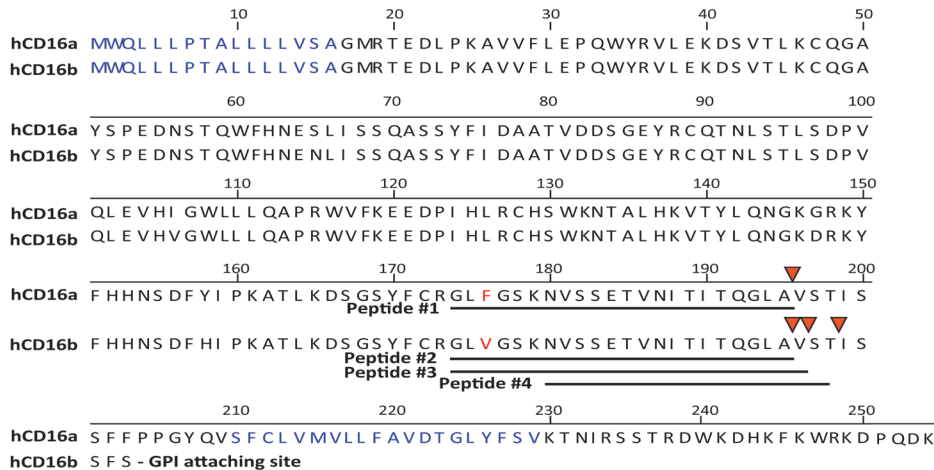 10 20 30 40 50
hCD16a MWQLLLPTALLLLVSAGMRTEDLPKAVVFLEPQWYRVLEKDSVTLKCQGA
hCD16b MWQLLLPTALLLLVSAGMRTEDLPKAVVFLEPQWYRVLEKDSVTLKCQGA
60 70 80 90 100
hCD16a YSPEDNSTQWFHNESLISSQASSYFIDAATVDDSGEYRCQTNLSTLSDPV
hCD16b YSPEDNSTQWFHNENLISSQASSYFIDAATVDDSGEYRCQTNLSTLSDPV
110 120 130 140 150
hCD16a QLEVHIGWLLLQAPRWVFKEEDPIHLRCHSWKNTALHKVTYLQNGKGRKY
hCD16b QLEVHVGWLLLQAPRWVFKEEDPIHLRCHSWKNTALHKVTYLQNGKDRKY
160 170 180 190 200
hCD16a FHHNSDFYIPKATLKDSGSYFCRGLFGSKNVSSETVNITITQGLAVSTIS
Peptide #1
hCD16b FHHNSDFHIPKATLKDSGSYFCRGLVGSKNVSSETVNITITQGLAVSTIS
Peptide #2
Peptide #3
Peptide #4
210 220 230 240 250
hCD16a SFFPPGYQVSFCLVMVLLFAVDTGLYFSVKTNIRSSTRDWKDHKFKWRKDPQDK
hCD16b SFS - GPI attaching site